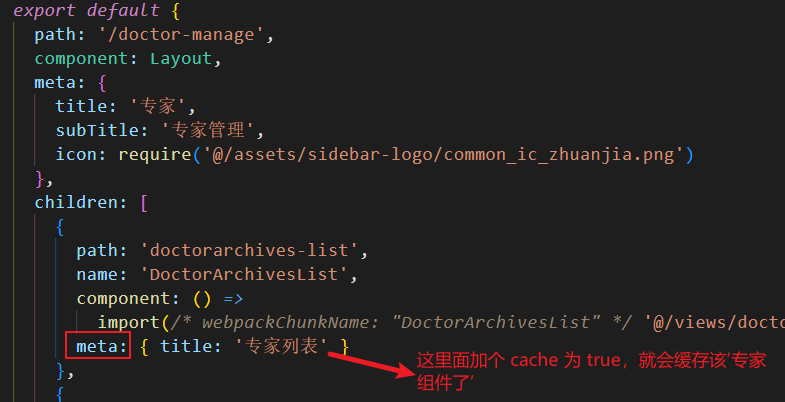 export default {
path: '/doctor-manage',
component: Layout,
meta: {
title: '专家',
subTitle: '专家管理',
icon: require('@/assets/sidebar-logo/common_ic_zhuanjia.png')
},
children: [
{
path: 'doctorarchives-list',
name: 'DoctorArchivesList',
component: () =>
import(/* webpackChunkName: "DoctorArchivesList" */ '@/views/docto
meta: { title: '专家列表' }
},
{
这里面加个 cache 为 true，就会缓存该'专家
组件了'